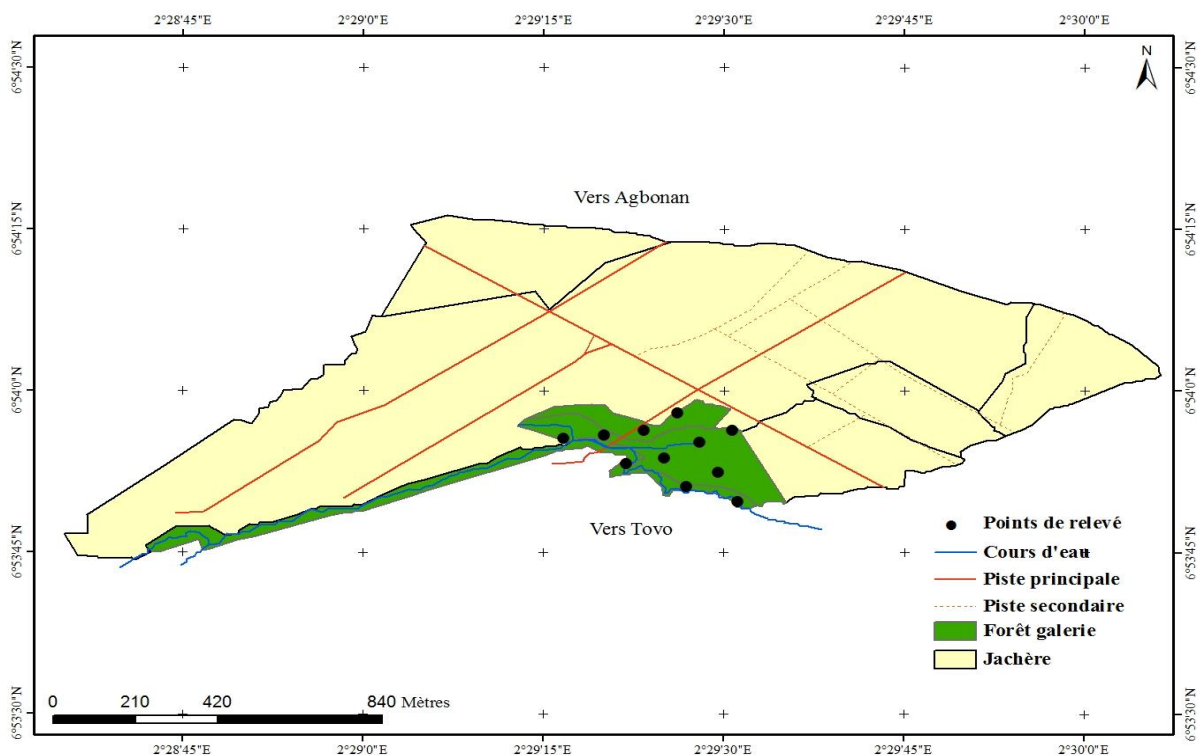 2°28'45"E 2°29'0"E 2°29'15"E 2°29'30"E 2°29'45"E 2°30'0"E
6°54'30"N 6°54'30"N
N
Vers Agbonan
6°54'15"N 6°54'15"N
6°54'0"N 6°54'0"N
Vers Tovo
Points de relevé
Cours d'eau
6°53'45"N 6°53'45"N
Piste principale
Piste secondaire
Forêt galerie
Jachère
0 210 420 840 Mètres
6°53'30"N 6°53'30"N
2°28'45"E 2°29'0"E 2°29'15"E 2°29'30"E 2°29'45"E 2°30'0"E